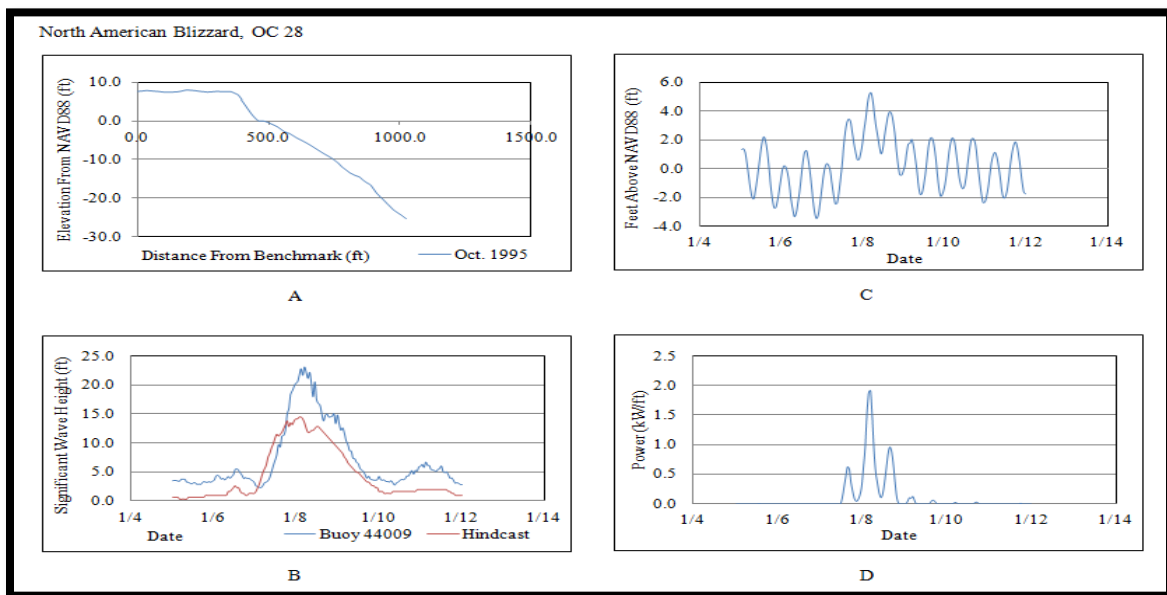 North American Blizzard, OC 28
Elevation From NAVD88 (ft)
10.0
0.0
-10.0
-20.0
-30.0
0.0 500.0 1000.0 1500.0
Distance From Benchmark (ft)
Oct. 1995
A
Feet Above NAVD88 (ft)
6.0
4.0
2.0
0.0
-2.0
-4.0
1/4 1/6 1/8 1/10 1/12 1/14
Date
C
Significant Wave Height (ft)
25.0
20.0
15.0
10.0
5.0
0.0
1/4 1/6 1/8 1/10 1/12 1/14
Date
Buoy 44009 Hindcast
B
Power (kW/ft)
2.5
2.0
1.5
1.0
0.5
0.0
1/4 1/6 1/8 1/10 1/12 1/14
Date
D